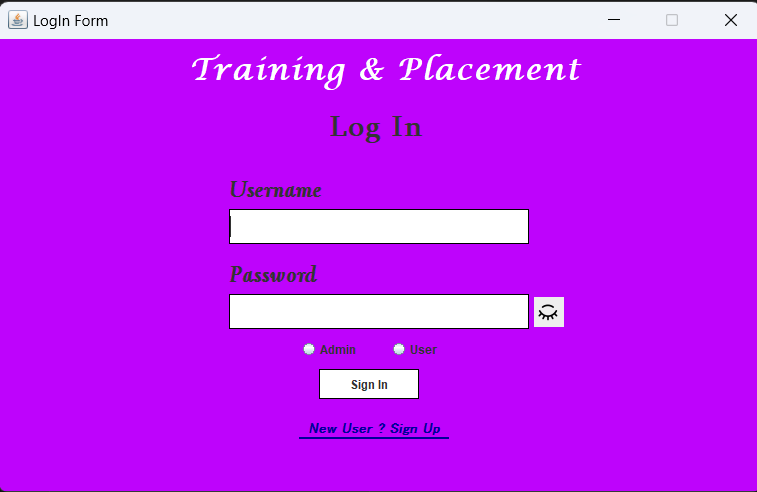 LogIn Form
Training & Placement
Log In
Username
Password
Admin User
Sign In
New User ? Sign Up